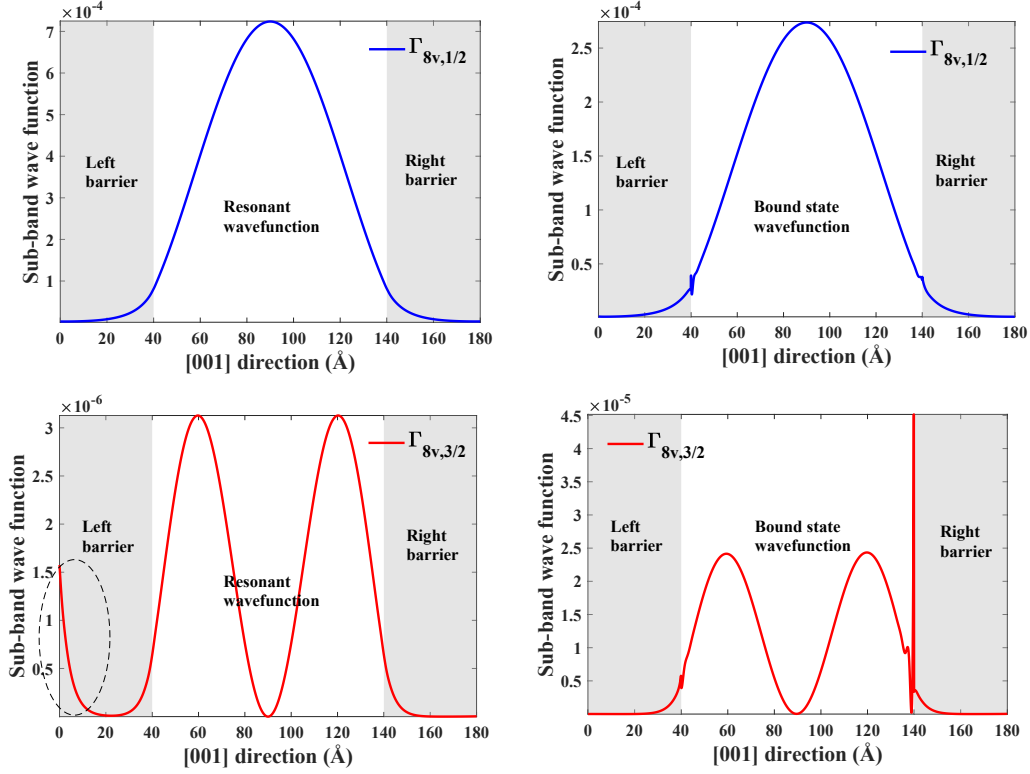 ×10⁻⁴
Sub-band wave function
7
6
5
4
3
2
1
Γ8v,1/2
Left
barrier
Resonant
wavefunction
Right
barrier
0 20 40 60 80 100 120 140 160 180
[001] direction (Å)
×10⁻⁴
Sub-band wave function
2.5
2
1.5
1
0.5
Γ8v,1/2
Left
barrier
Bound state
wavefunction
Right
barrier
0 20 40 60 80 100 120 140 160 180
[001] direction (Å)
×10⁻⁶
Sub-band wave function
3
2.5
2
1.5
1
0.5
Γ8v,3/2
Left
barrier
Resonant
wavefunction
Right
barrier
0 20 40 60 80 100 120 140 160 180
[001] direction (Å)
×10⁻⁵
Sub-band wave function
4.5
4
3.5
3
2.5
2
1.5
1
0.5
0
Γ8v,3/2
Left
barrier
Bound state
wavefunction
Right
barrier
0 20 40 60 80 100 120 140 160 180
[001] direction (Å)